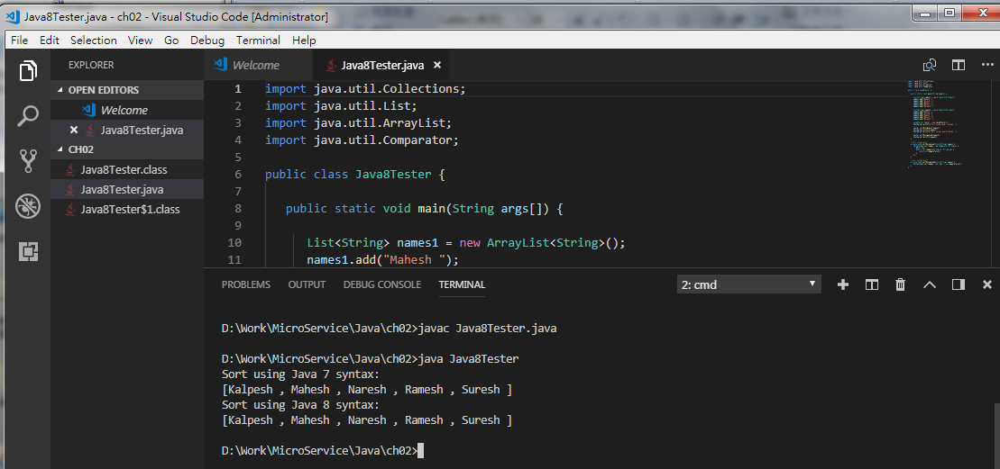 Java8Tester.java - ch02 - Visual Studio Code [Administrator]
File Edit Selection View Go Debug Terminal Help
EXPLORER
OPEN EDITORS
Welcome
Java8Tester.java
CH02
Java8Tester.class
Java8Tester.java
Java8Tester$1.class
Welcome Java8Tester.java
1 import java.util.Collections;
2 import java.util.List;
3 import java.util.ArrayList;
4 import java.util.Comparator;
5
6 public class Java8Tester {
7
8 public static void main(String args[]) {
9
10 List<String> names1 = new ArrayList<String>();
11 names1.add("Mahesh ");
PROBLEMS OUTPUT DEBUG CONSOLE TERMINAL 2: cmd
D:\Work\MicroService\Java\ch02>javac Java8Tester.java
D:\Work\MicroService\Java\ch02>java Java8Tester
Sort using Java 7 syntax:
[Kalpesh , Mahesh , Naresh , Ramesh , Suresh ]
Sort using Java 8 syntax:
[Kalpesh , Mahesh , Naresh , Ramesh , Suresh ]
D:\Work\MicroService\Java\ch02>